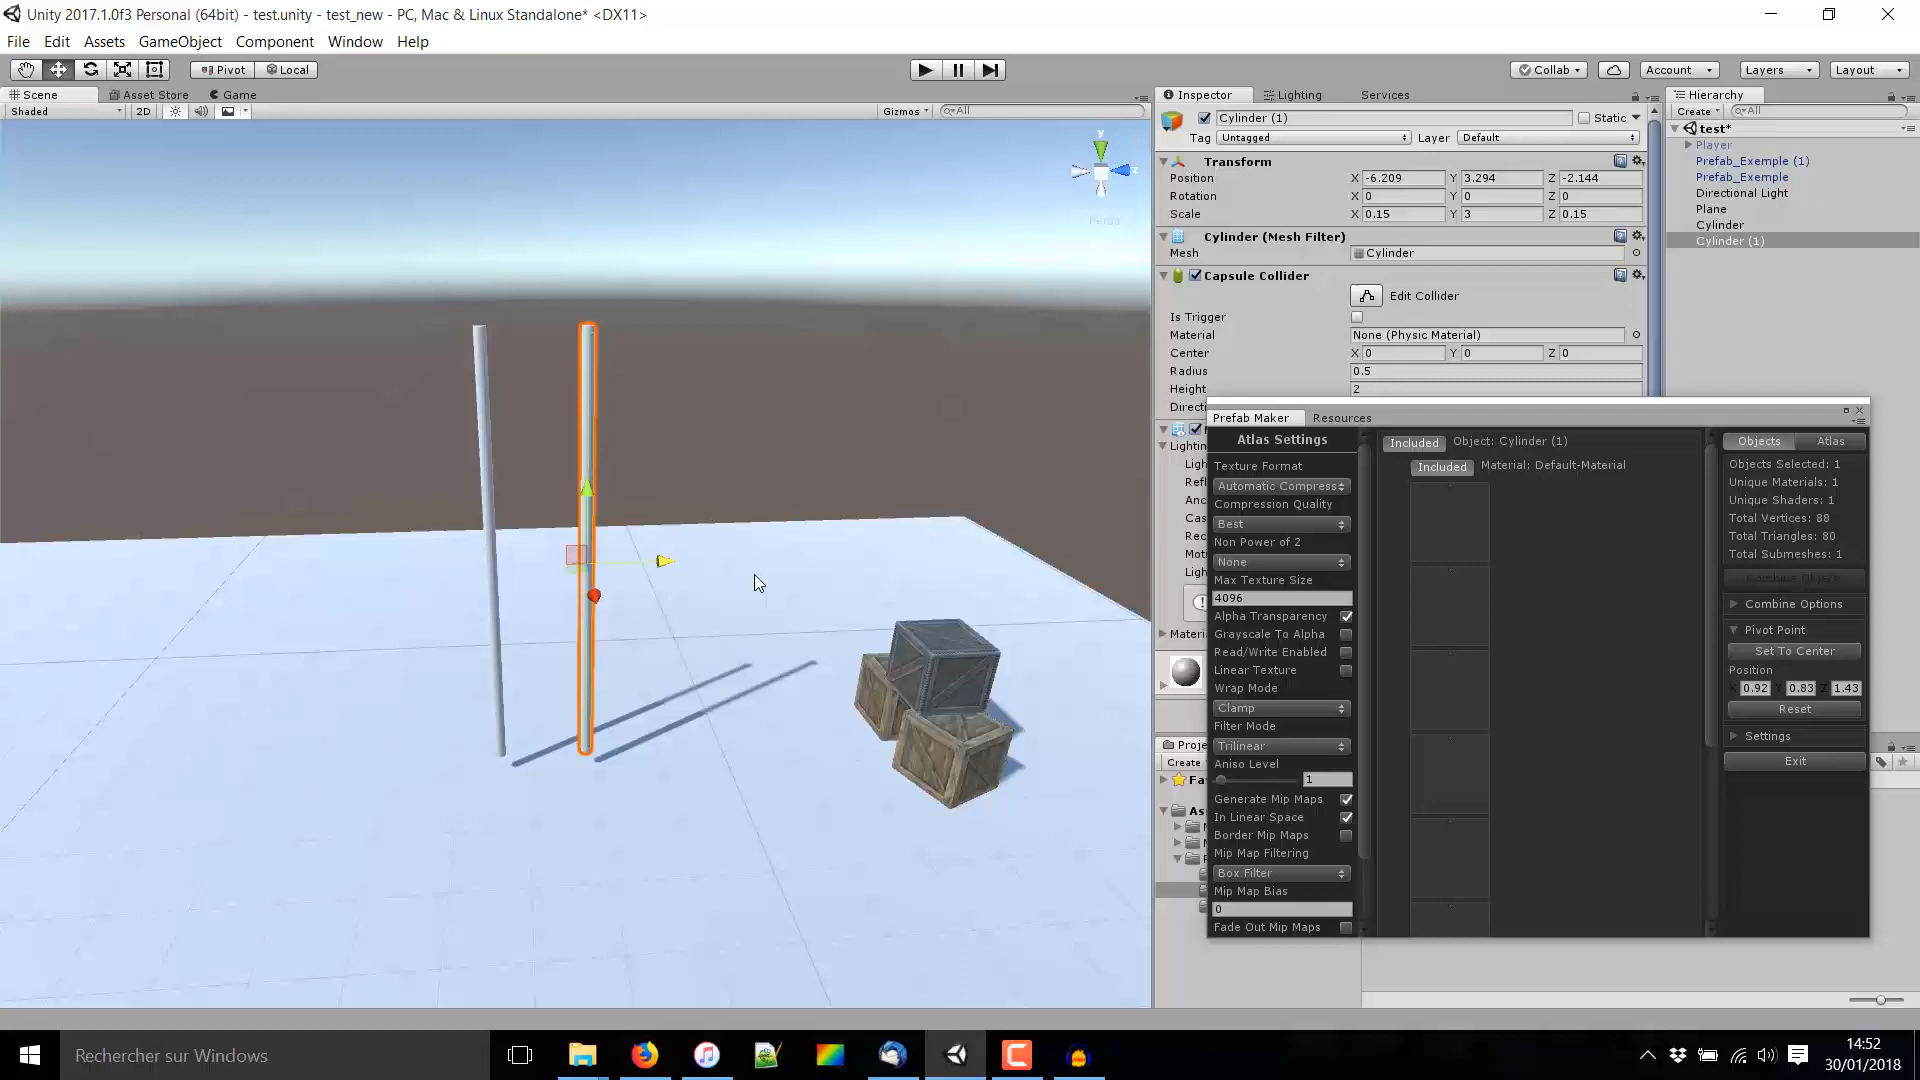 Unity 2017.1.0f3 Personal (64bit) - test.unity - test_new - PC, Mac & Linux Standalone* <DX11>
File Edit Assets GameObject Component Window Help
Pivot Local
Collab Account Layers Layout
Scene Asset Store Game
Shaded 2D Gizmos All
y
z
Persp
Inspector Lighting Services
Cylinder (1) Static
Tag Untagged Layer Default
Transform
Position X -6.209 Y 3.294 Z -2.144
Rotation X 0 Y 0 Z 0
Scale X 0.15 Y 3 Z 0.15
Cylinder (Mesh Filter)
Mesh Cylinder
Capsule Collider
Edit Collider
Is Trigger
Material None (Physic Material)
Center X 0 Y 0 Z 0
Radius 0.5
Height 2
Directi
Lightin
Ligh
Refl
Anc
Cas
Rec
Moti
Ligh
Materi
Proje
Create
Fa
As
Hierarchy
Create All
test*
Player
Prefab_Exemple (1)
Prefab_Exemple
Directional Light
Plane
Cylinder
Cylinder (1)
Prefab Maker Resources
Atlas Settings
Texture Format
Automatic Compress
Compression Quality
Best
Non Power of 2
None
Max Texture Size
4096
Alpha Transparency
Grayscale To Alpha
Read/Write Enabled
Linear Texture
Wrap Mode
Clamp
Filter Mode
Trilinear
Aniso Level
1
Generate Mip Maps
In Linear Space
Border Mip Maps
Mip Map Filtering
Box Filter
Mip Map Bias
0
Fade Out Mip Maps
Included Object: Cylinder (1)
Included Material: Default-Material
Objects Atlas
Objects Selected: 1
Unique Materials: 1
Unique Shaders: 1
Total Vertices: 88
Total Triangles: 80
Total Submeshes: 1
Combine Options
Pivot Point
Set To Center
Position
X 0.92 Y 0.83 Z 1.43
Reset
Settings
Exit
Rechercher sur Windows
14:52
30/01/2018